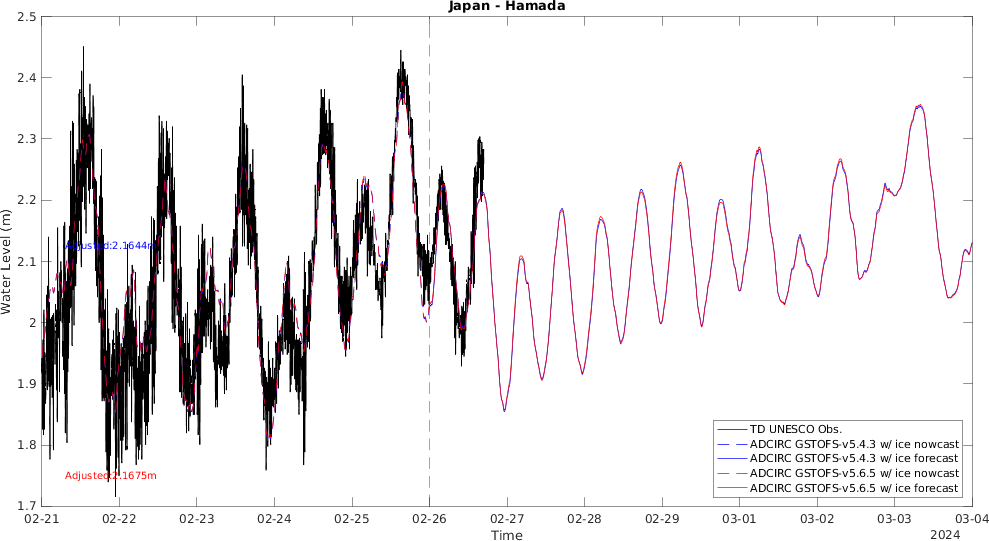 Japan - Hamada
2.5
2.4
2.3
2.2
2.1
2
1.9
1.8
1.7
Water Level (m)
Adjusted:2.1644m
Adjusted:2.1675m
TD UNESCO Obs.
ADCIRC GSTOFS-v5.4.3 w/ ice nowcast
ADCIRC GSTOFS-v5.4.3 w/ ice forecast
ADCIRC GSTOFS-v5.6.5 w/ ice nowcast
ADCIRC GSTOFS-v5.6.5 w/ ice forecast
02-21 02-22 02-23 02-24 02-25 02-26 02-27 02-28 02-29 03-01 03-02 03-03 03-04
Time
2024